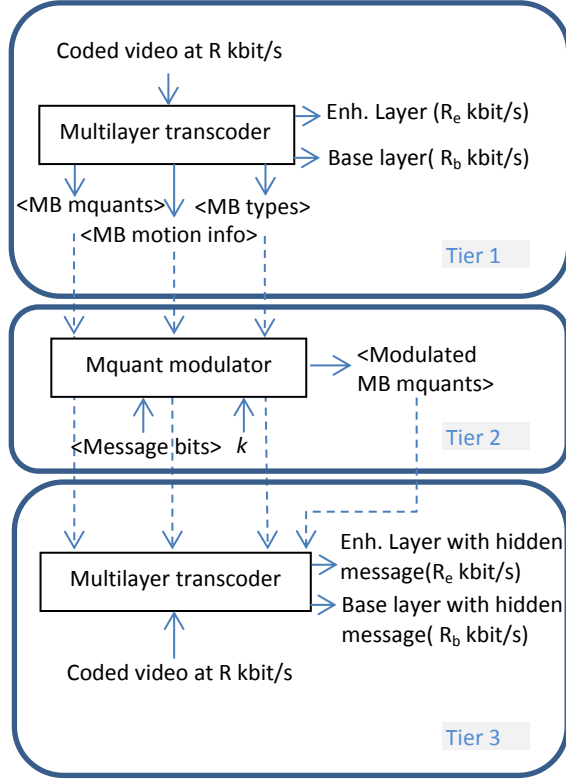 Coded video at R kbit/s
Enh. Layer (Re kbit/s)
Multilayer transcoder
Base layer( Rb kbit/s)
<MB mquants>
<MB types>
<MB motion info>
Tier 1
Mquant modulator
<Modulated
MB mquants>
<Message bits>
k
Tier 2
Enh. Layer with hidden
message(Re kbit/s)
Multilayer transcoder
Base layer with hidden
message( Rb kbit/s)
Coded video at R kbit/s
Tier 3